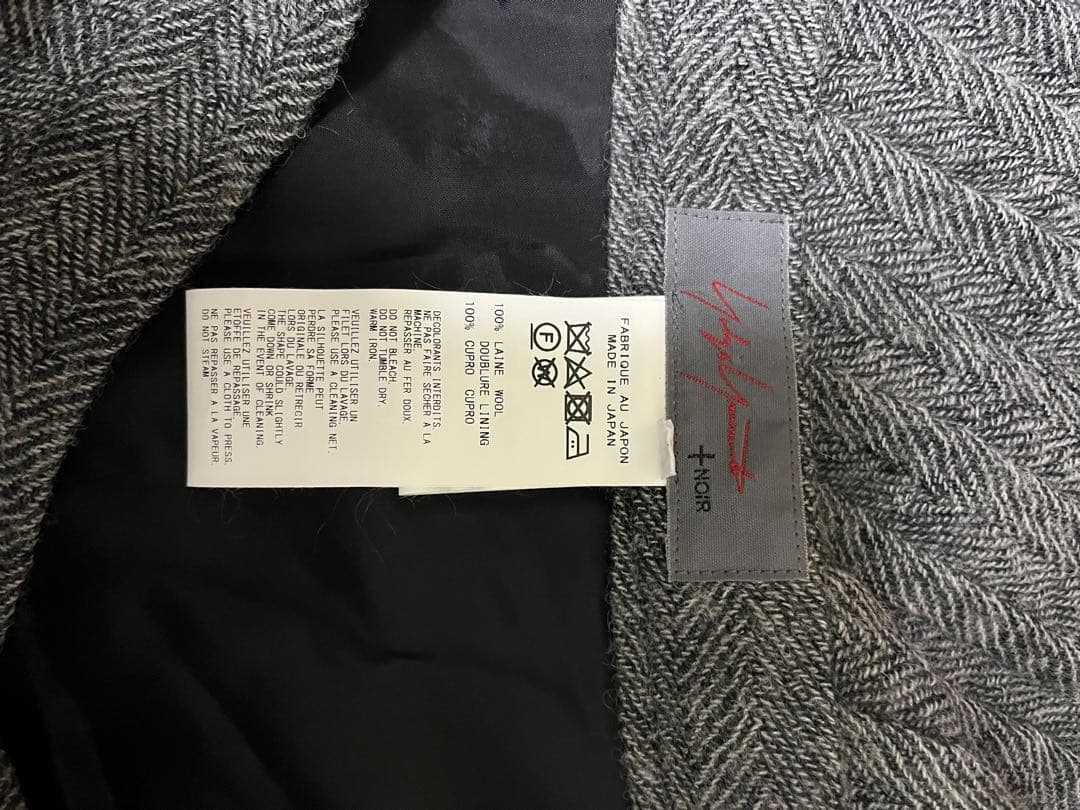 Yohji Yamamoto
+NOIR
FABRIQUE AU JAPON
MADE IN JAPAN
F
W
100% LAINE WOOL
DOUBLURE LINING
100% CUPRO CUPRO
DECOLORANTS INTERDITS.
NE PAS FAIRE SECHER A LA
MACHINE.
REPASSER AU FER DOUX.
DO NOT BLEACH.
DO NOT TUMBLE DRY.
WARM IRON.
VEUILLEZ UTILISER UN
FILET LORS DU LAVAGE.
PLEASE USE A CLEANING NET.
LA SILHOUETTE PEUT
PERDRE SA FORME
ORIGINALE OU RETRECIR
LORS DU LAVAGE.
THE SHAPE COULD SLIGHTLY
COME DOWN OR SHRINK
IN THE EVENT OF CLEANING.
VEUILLEZ UTILISER UNE
ETOFFE DE REPASSAGE.
PLEASE USE A CLOTH TO PRESS.
NE PAS REPASSER A LA VAPEUR.
DO NOT STEAM.